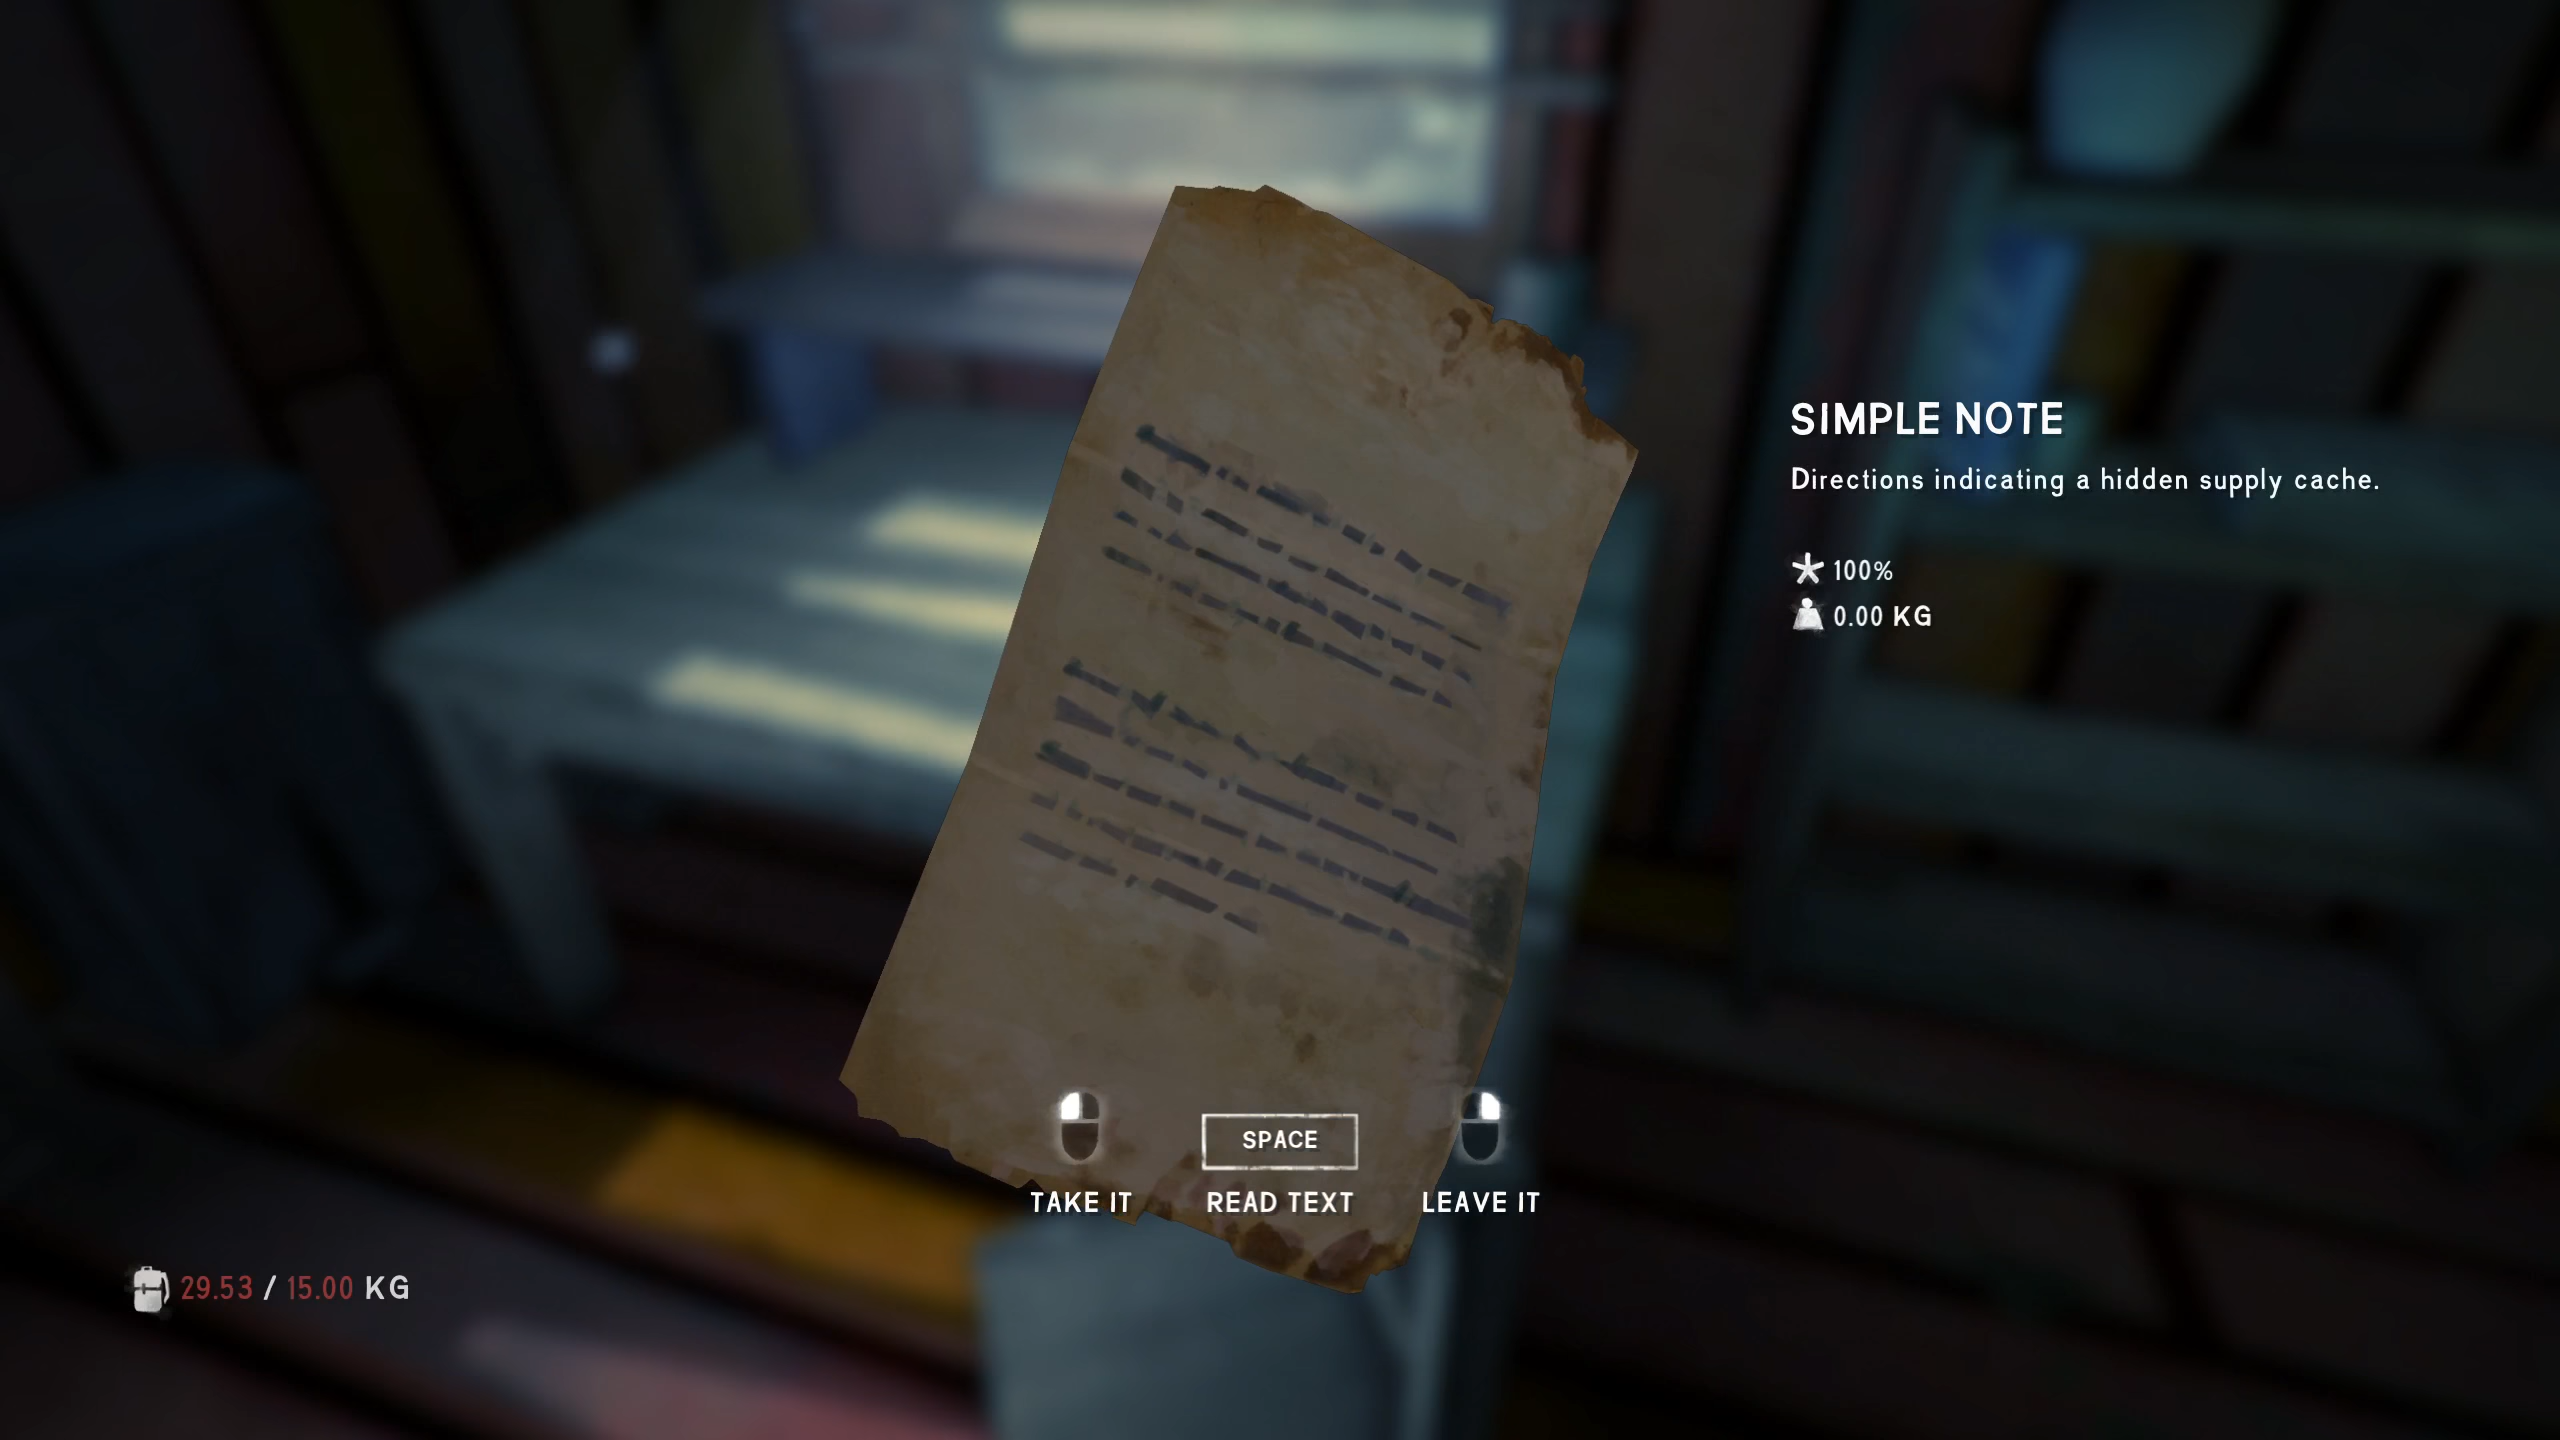 SIMPLE NOTE
Directions indicating a hidden supply cache.
100%
0.00 KG
SPACE
TAKE IT
READ TEXT
LEAVE IT
29.53 / 15.00 KG